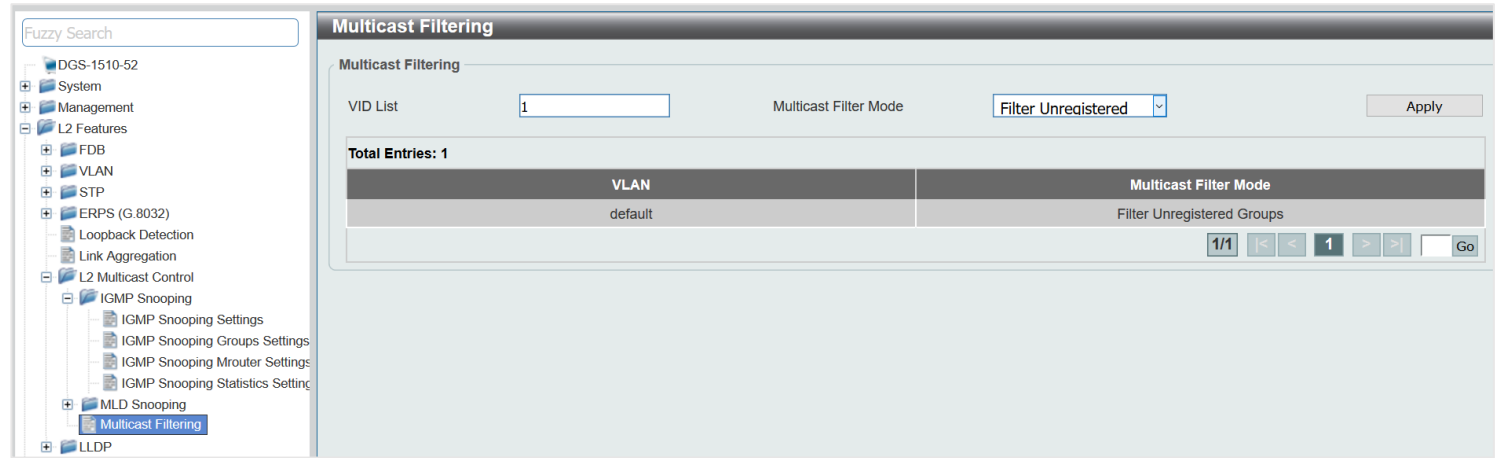 Fuzzy Search
DGS-1510-52
System
Management
L2 Features
FDB
VLAN
STP
ERPS (G.8032)
Loopback Detection
Link Aggregation
L2 Multicast Control
IGMP Snooping
IGMP Snooping Settings
IGMP Snooping Groups Settings
IGMP Snooping Mrouter Settings
IGMP Snooping Statistics Setting
MLD Snooping
Multicast Filtering
LLDP
Multicast Filtering
Multicast Filtering
VID List 1 Multicast Filter Mode Filter Unregistered Apply
Total Entries: 1
VLAN Multicast Filter Mode
default Filter Unregistered Groups
1/1 |< < 1 > >| Go